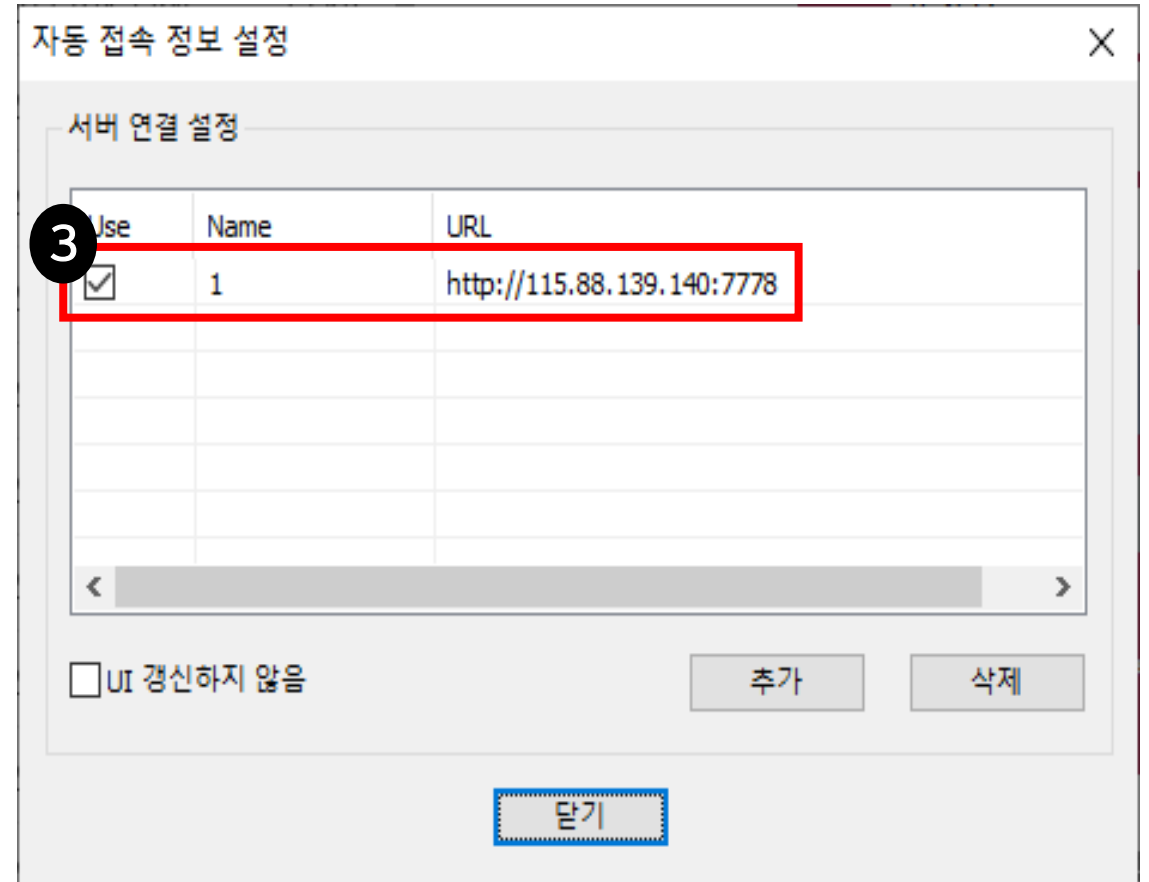 자동 접속 정보 설정
서버 연결 설정
Use Name URL
3
1 http://115.88.139.140:7778
UI 갱신하지 않음 추가 삭제
닫기